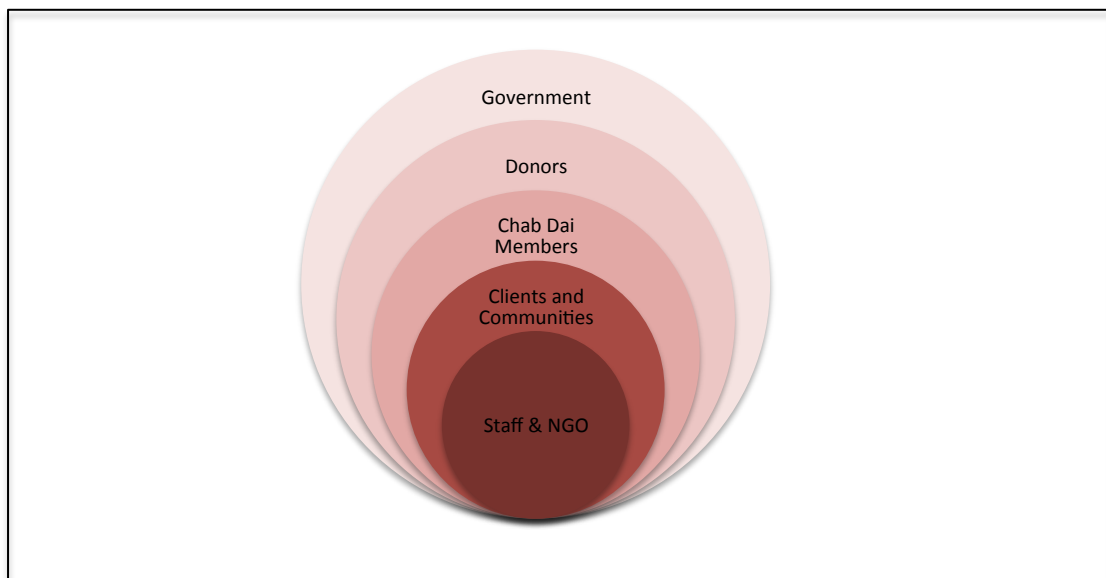 Government
Donors
Chab Dai
Members
Clients and
Communities
Staff & NGO